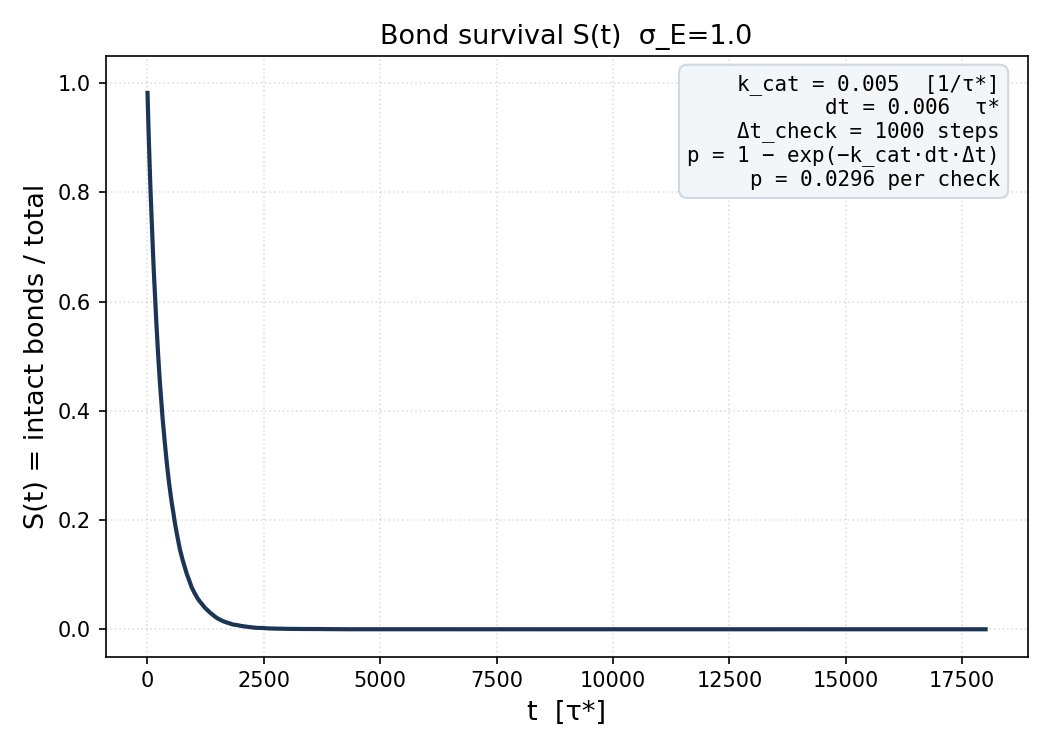 Bond survival S(t)  σ_E=1.0
k_cat = 0.005  [1/τ*]
dt = 0.006  τ*
Δt_check = 1000 steps
p = 1 − exp(−k_cat·dt·Δt)
p = 0.0296 per check
S(t) = intact bonds / total
1.0
0.8
0.6
0.4
0.2
0.0
0 2500 5000 7500 10000 12500 15000 17500
t  [τ*]